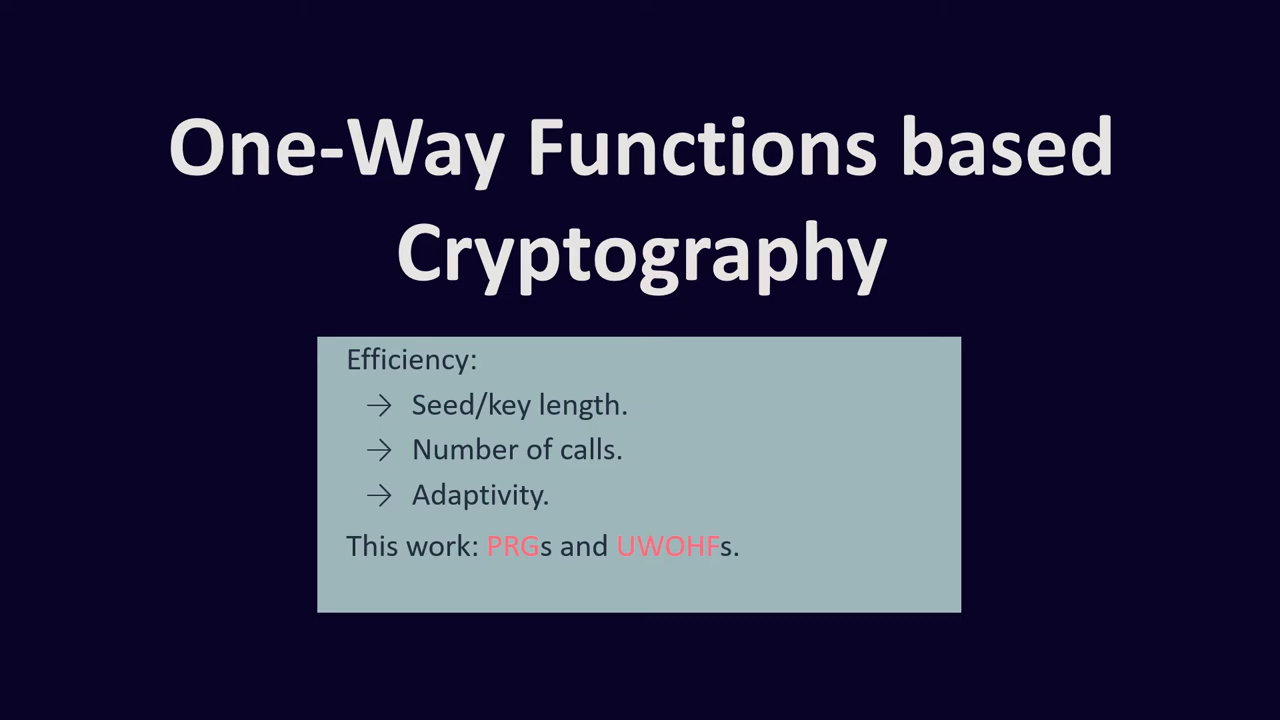 One-Way Functions based
Cryptography
Efficiency:
→ Seed/key length.
→ Number of calls.
→ Adaptivity.
This work: PRGs and UWOHFs.